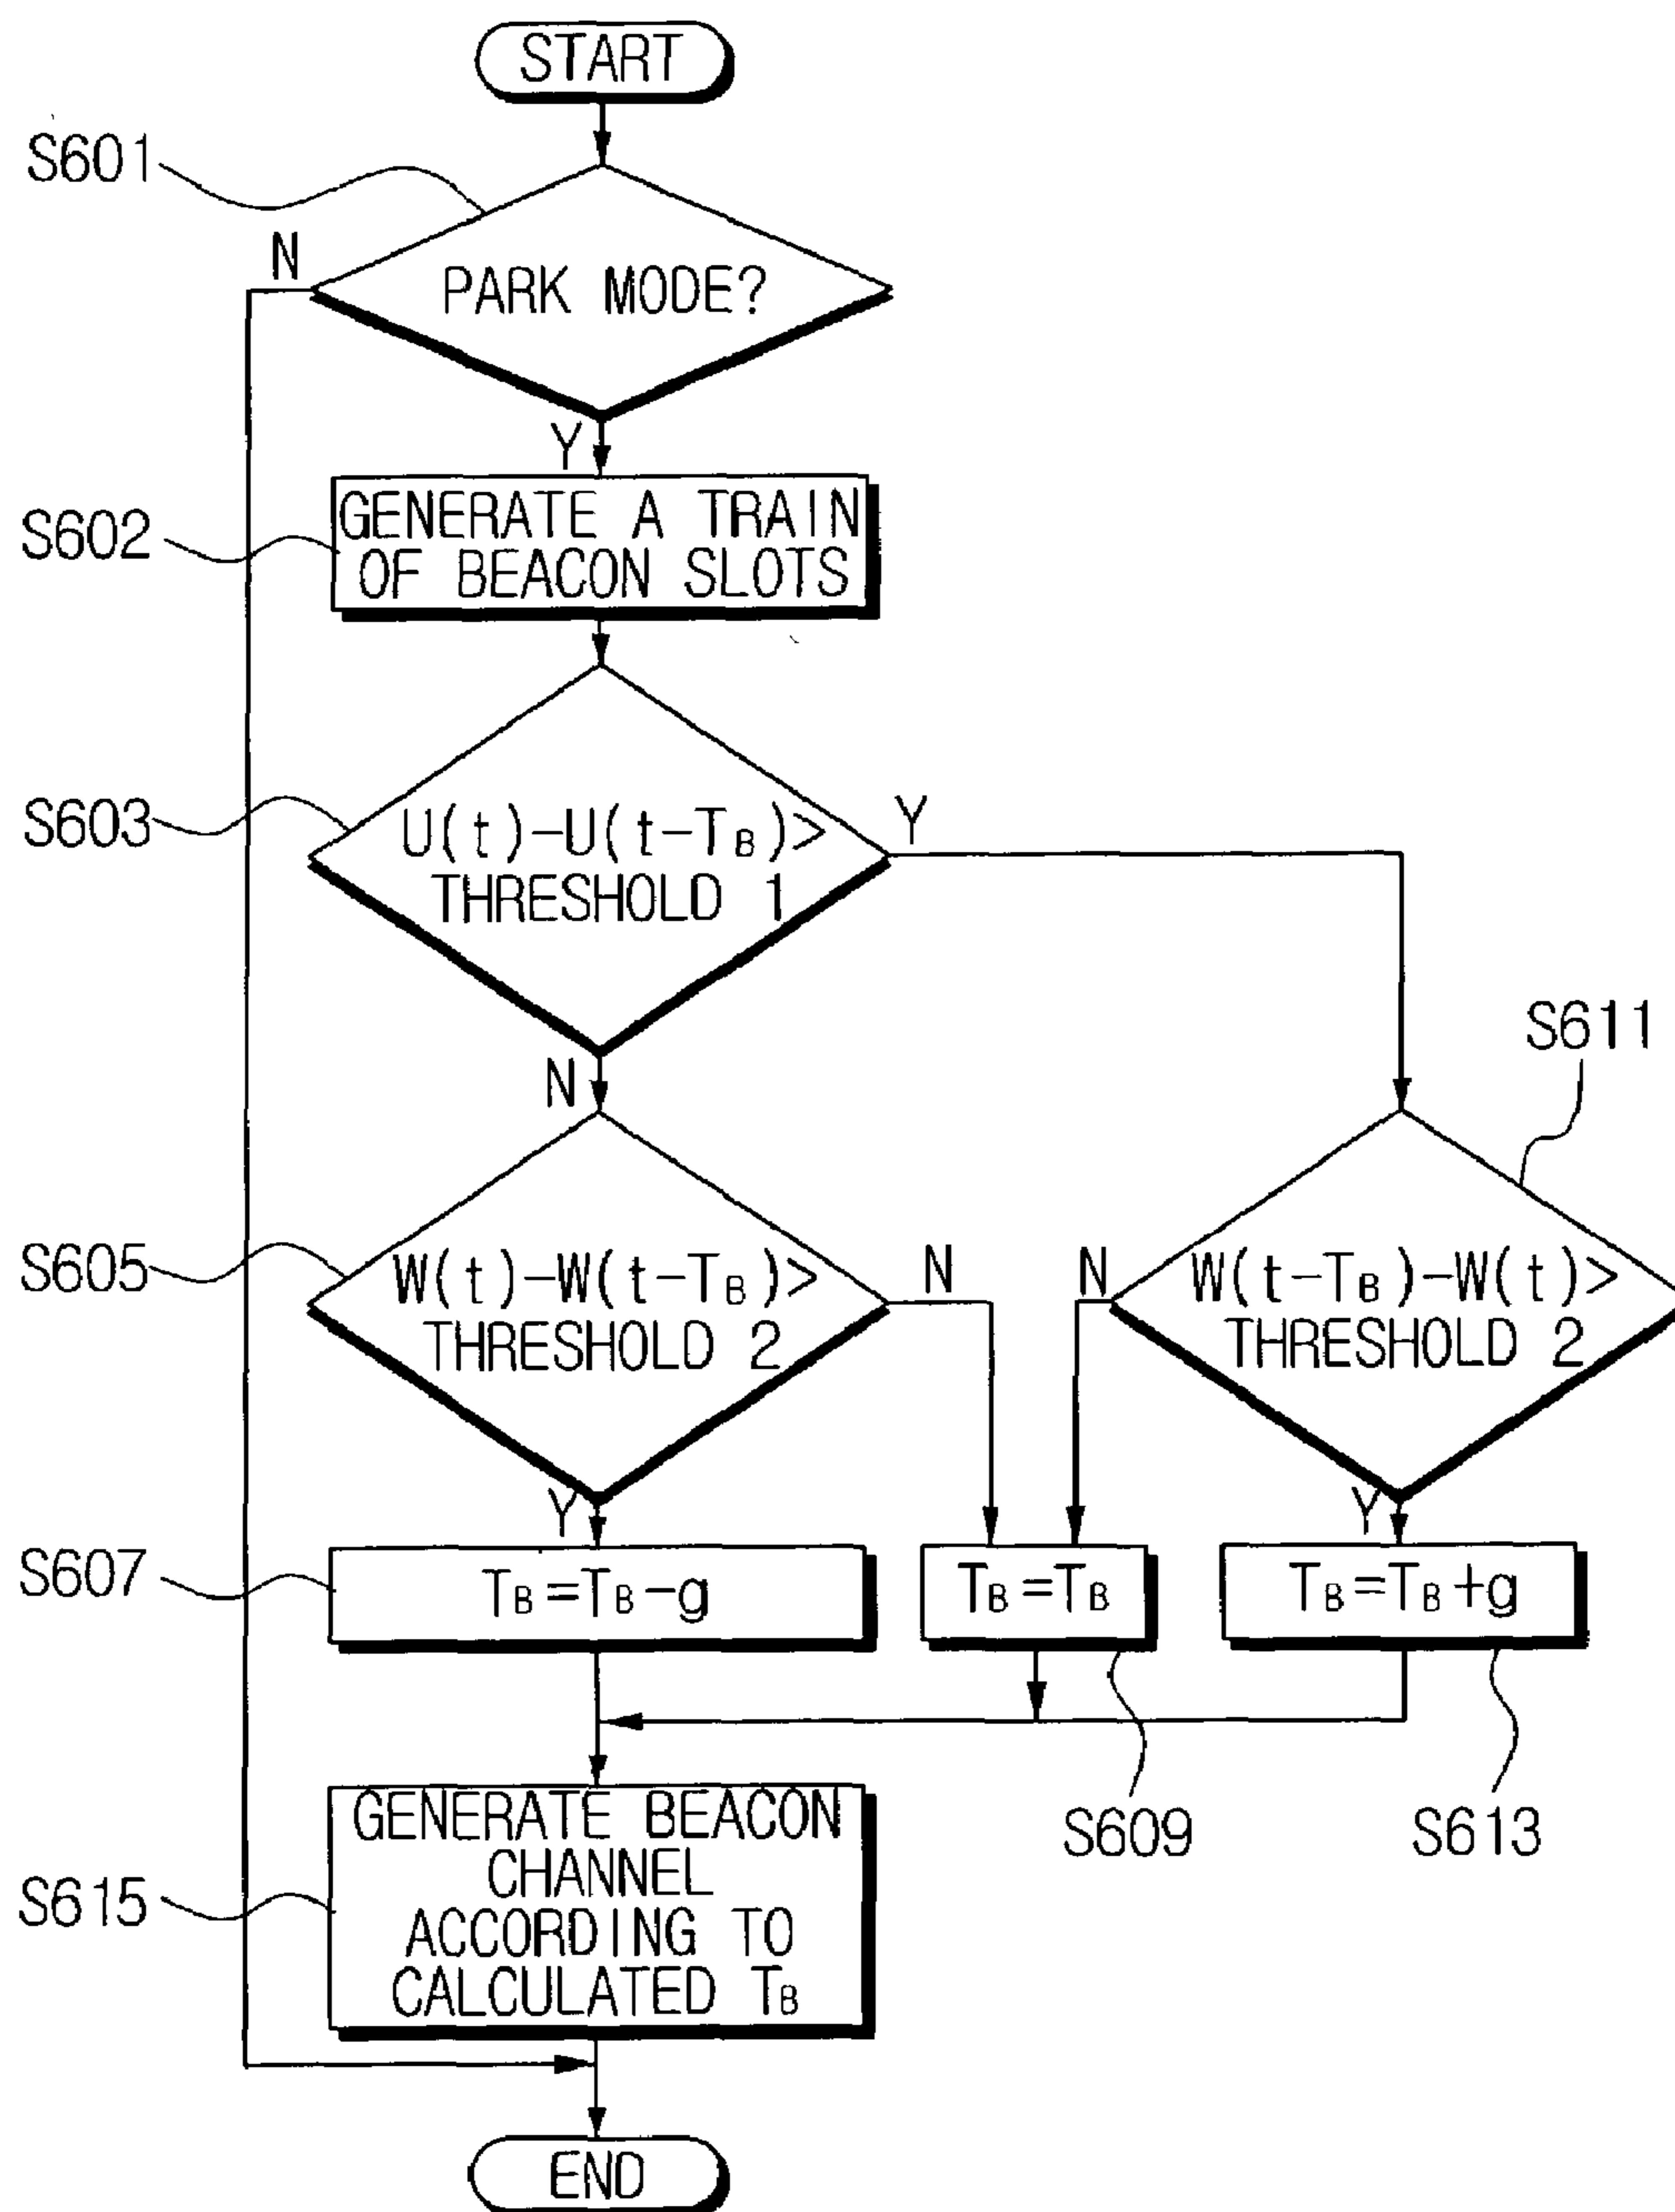 START
S601
N
PARK MODE?
Y
S602
GENERATE A TRAIN
OF BEACON SLOTS
S603
U(t)-U(t-TB)>
THRESHOLD 1
Y
N
S611
S605
W(t)-W(t-TB)>
THRESHOLD 2
N
N
W(t-TB)-W(t)>
THRESHOLD 2
Y
Y
S607
TB=TB-g
TB=TB
TB=TB+g
S609
S613
S615
GENERATE BEACON
CHANNEL
ACCORDING TO
CALCULATED TB
END